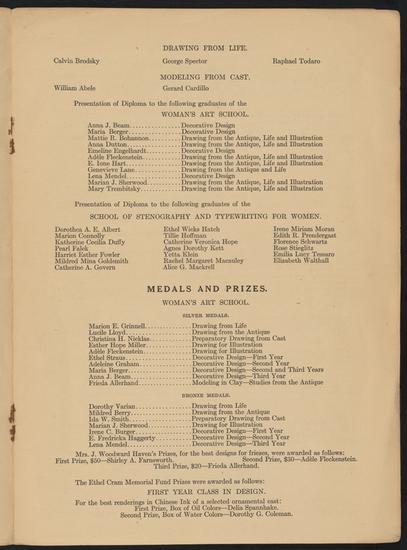 DRAWING FROM LIFE.
Calvin Brodsky George Spector Raphael Todaro
MODELING FROM CAST.
William Abele Gerard Cardillo
Presentation of Diploma to the following graduates of the
WOMAN'S ART SCHOOL.
Anna J. Beam................Decorative Design
Maria Berger................Decorative Design
Mattie R. Bohannon..........Drawing from the Antique, Life and Illustration
Anna Dutton.................Drawing from the Antique, Life and Illustration
Emeline Engelhardt..........Decorative Design
Adèle Fleckenstein..........Drawing from the Antique, Life and Illustration
E. Ione Hart................Drawing from the Antique, Life and Illustration
Genevieve Lane..............Drawing from the Antique and Life
Lena Mendel.................Decorative Design
Marian J. Sherwood..........Drawing from the Antique, Life and Illustration
Mary Trembitsky.............Drawing from the Antique, Life and Illustration
Presentation of Diploma to the following graduates of the
SCHOOL OF STENOGRAPHY AND TYPEWRITING FOR WOMEN.
Dorothea A. E. Albert Ethel Wicks Hatch Irene Miriam Moran
Marion Connolly Tillie Hoffman Edith R. Prendergast
Katherine Cecilia Duffy Catherine Veronica Hope Florence Schwartz
Pearl Falck Agnes Dorothy Kett Rose Stieglitz
Harriet Esther Fowler Yetta Klein Emilia Lucy Tessaro
Mildred Mina Goldsmith Rachel Margaret Macauley Elizabeth Walthall
Catherine A. Govern Alice G. Mackrell
MEDALS AND PRIZES.
WOMAN'S ART SCHOOL.
SILVER MEDALS.
Marion E. Grinnell..........Drawing from Life
Lucile Lloyd................Drawing from the Antique
Christina H. Nicklas........Preparatory Drawing from Cast
Esther Hope Miller..........Drawing for Illustration
Adèle Fleckenstein..........Drawing for Illustration
Ethel Straus................Decorative Design—First Year
Adeleine Graham.............Decorative Design—Second Year
Maria Berger................Decorative Design—Second and Third Years
Anna J. Beam................Decorative Design—Third Year
Frieda Allerhand............Modeling in Clay—Studies from the Antique
BRONZE MEDALS.
Dorothy Varian..............Drawing from Life
Mildred Berry...............Drawing from the Antique
Ida W. Smith................Preparatory Drawing from Cast
Marian J. Sherwood..........Drawing for Illustration
Irene C. Burger.............Decorative Design—First Year
E. Fredricka Haggerty.......Decorative Design—Second Year
Lena Mendel.................Decorative Design—Third Year
Mrs. J. Woodward Haven's Prizes, for the best designs for friezes, were awarded as follows:
First Prize, $50—Shirley A. Farnsworth. Second Prize, $30—Adèle Fleckenstein.
Third Prize, $20—Frieda Allerhand.
The Ethel Cram Memorial Fund Prizes were awarded as follows:
FIRST YEAR CLASS IN DESIGN.
For the best renderings in Chinese Ink of a selected ornamental cast:
First Prize, Box of Oil Colors—Delia Spannhake.
Second Prize, Box of Water Colors—Dorothy G. Coleman.